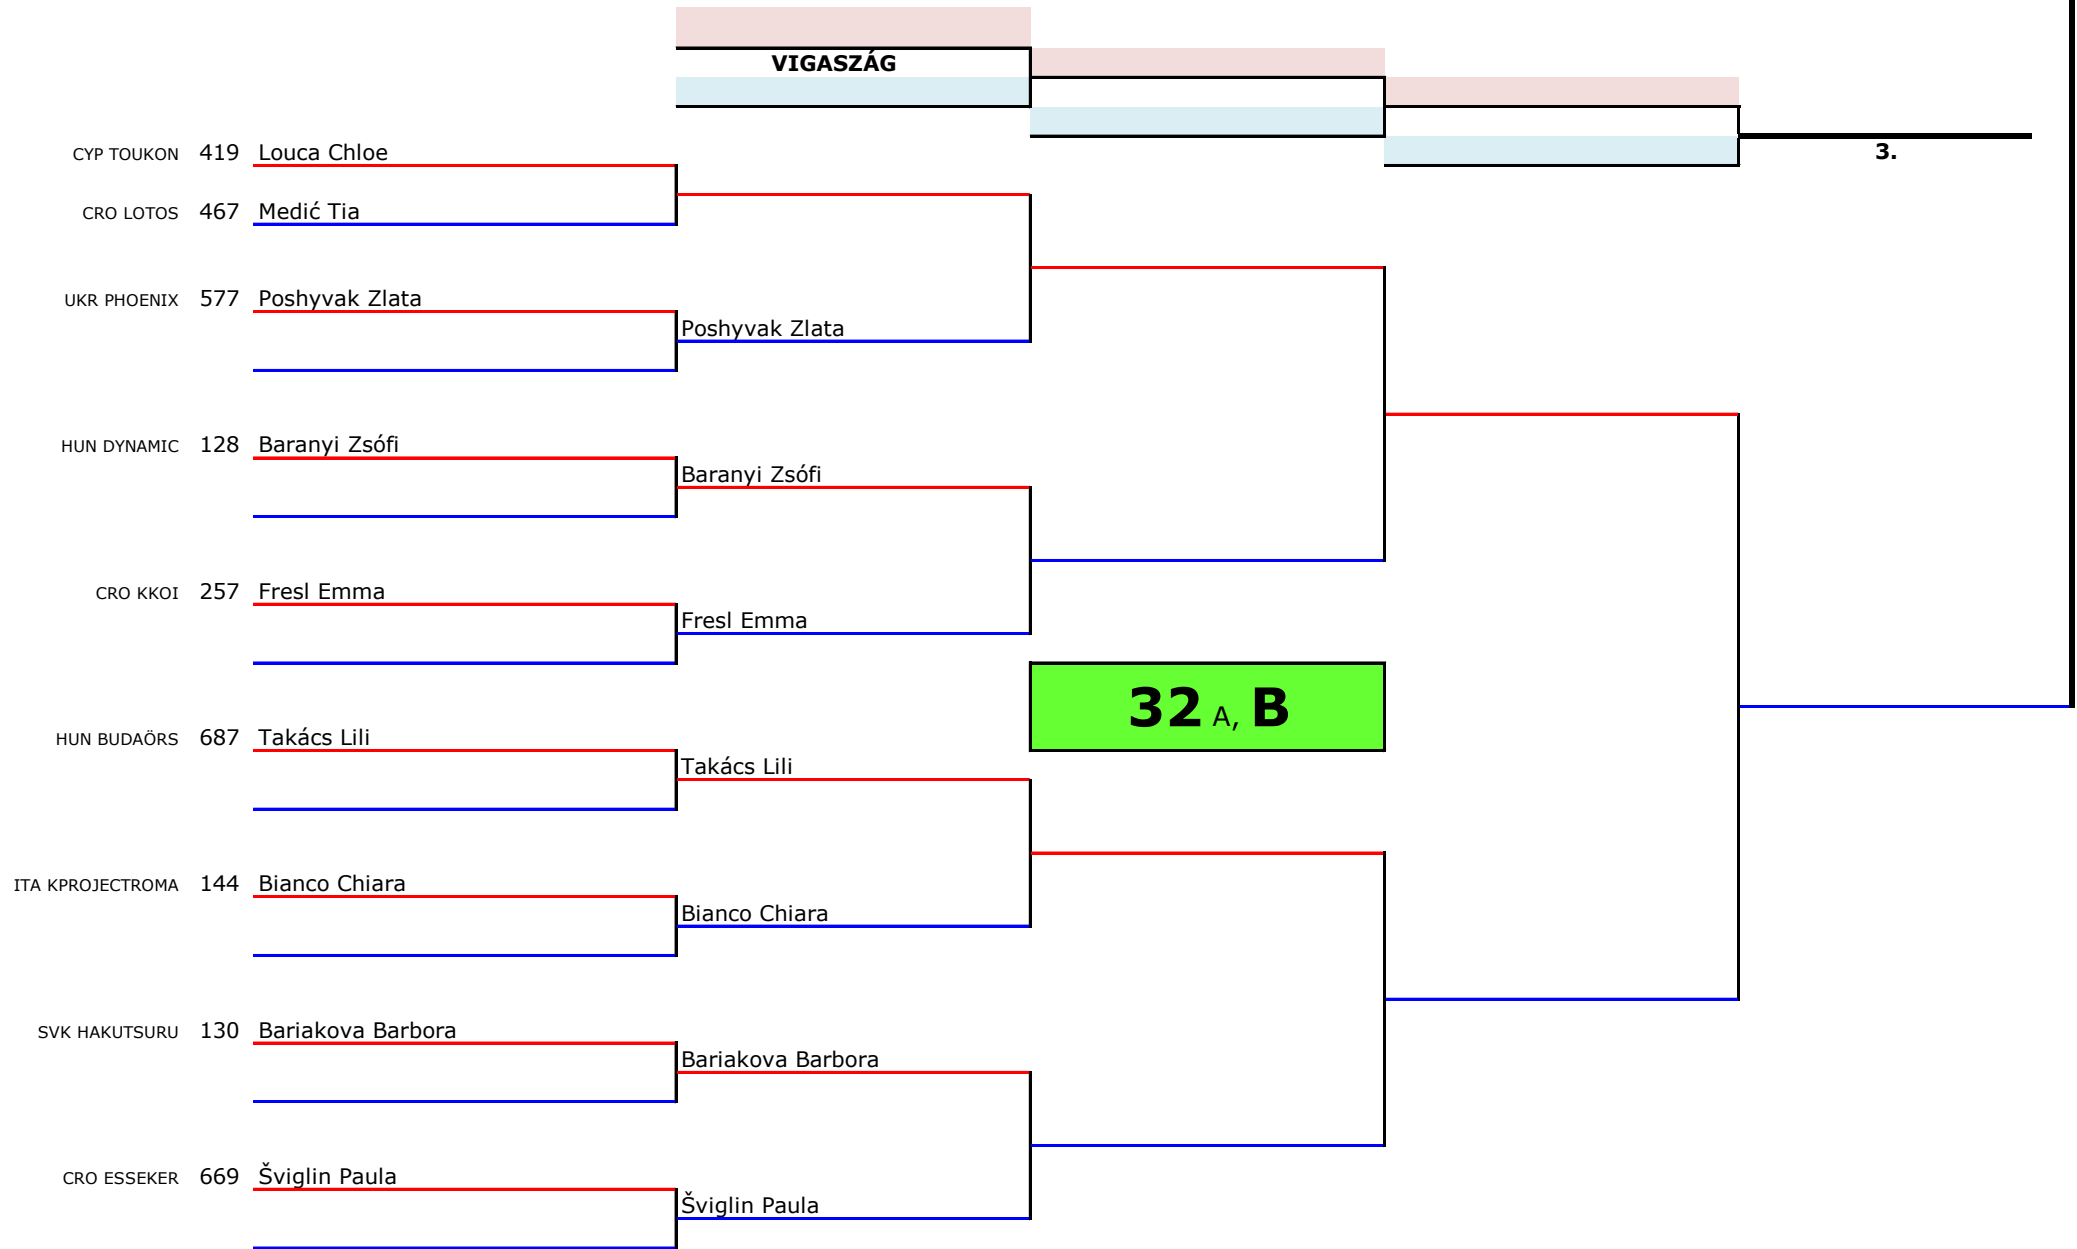 VIGASZÁG
3.
CYP TOUKON 419 Louca Chloe
CRO LOTOS 467 Medić Tia
UKR PHOENIX 577 Poshyvak Zlata
Poshyvak Zlata
HUN DYNAMIC 128 Baranyi Zsófi
Baranyi Zsófi
CRO KKOI 257 Fresl Emma
Fresl Emma
32 A, B
HUN BUDAÖRS 687 Takács Lili
Takács Lili
ITA KPROJECTROMA 144 Bianco Chiara
Bianco Chiara
SVK HAKUTSURU 130 Bariakova Barbora
Bariakova Barbora
CRO ESSEKER 669 Šviglin Paula
Šviglin Paula